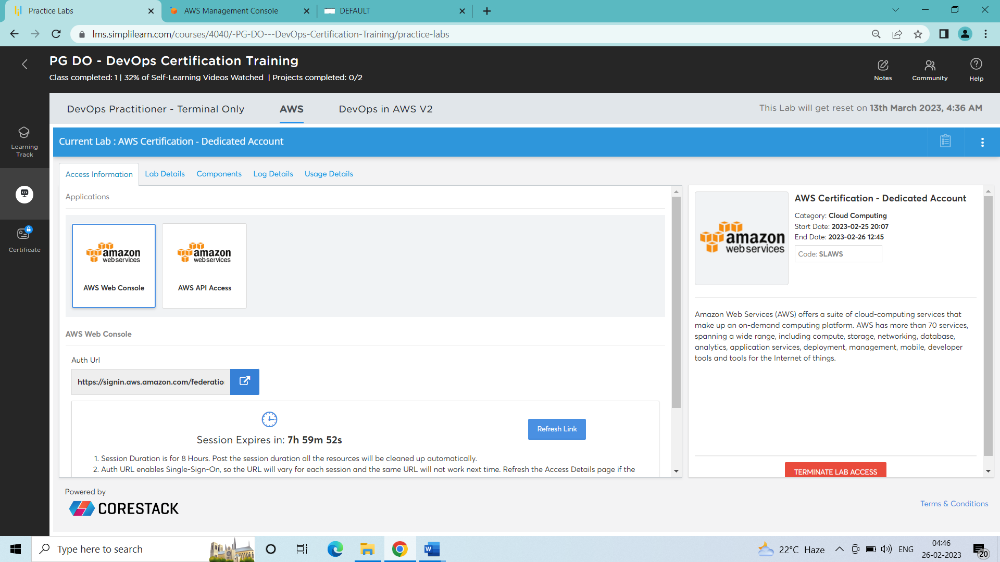 Practice Labs
AWS Management Console
DEFAULT
lms.simplilearn.com/courses/4040/-PG-DO---DevOps-Certification-Training/practice-labs
PG DO - DevOps Certification Training
Class completed: 1 | 32% of Self-Learning Videos Watched | Projects completed: 0/2
Notes
Community
Help
DevOps Practitioner - Terminal Only
AWS
DevOps in AWS V2
This Lab will get reset on 13th March 2023, 4:36 AM
Learning
Track
Certificate
Current Lab : AWS Certification - Dedicated Account
Access Information
Lab Details
Components
Log Details
Usage Details
Applications
amazon
webservices
AWS Web Console
amazon
webservices
AWS API Access
AWS Web Console
Auth Url
https://signin.aws.amazon.com/federatio
Session Expires in: 7h 59m 52s
Refresh Link
1. Session Duration is for 8 Hours. Post the session duration all the resources will be cleaned up automatically.
2. Auth URL enables Single-Sign-On, so the URL will vary for each session and the same URL will not work next time. Refresh the Access Details page if the
amazon
webservices
AWS Certification - Dedicated Account
Category: Cloud Computing
Start Date: 2023-02-25 20:07
End Date: 2023-02-26 12:45
Code: SLAWS
Amazon Web Services (AWS) offers a suite of cloud-computing services that
make up an on-demand computing platform. AWS has more than 70 services,
spanning a wide range, including compute, storage, networking, database,
analytics, application services, deployment, management, mobile, developer
tools and tools for the Internet of things.
TERMINATE LAB ACCESS
Powered by
CORESTACK
Terms & Conditions
Type here to search
22°C Haze
ENG
04:46
26-02-2023
20